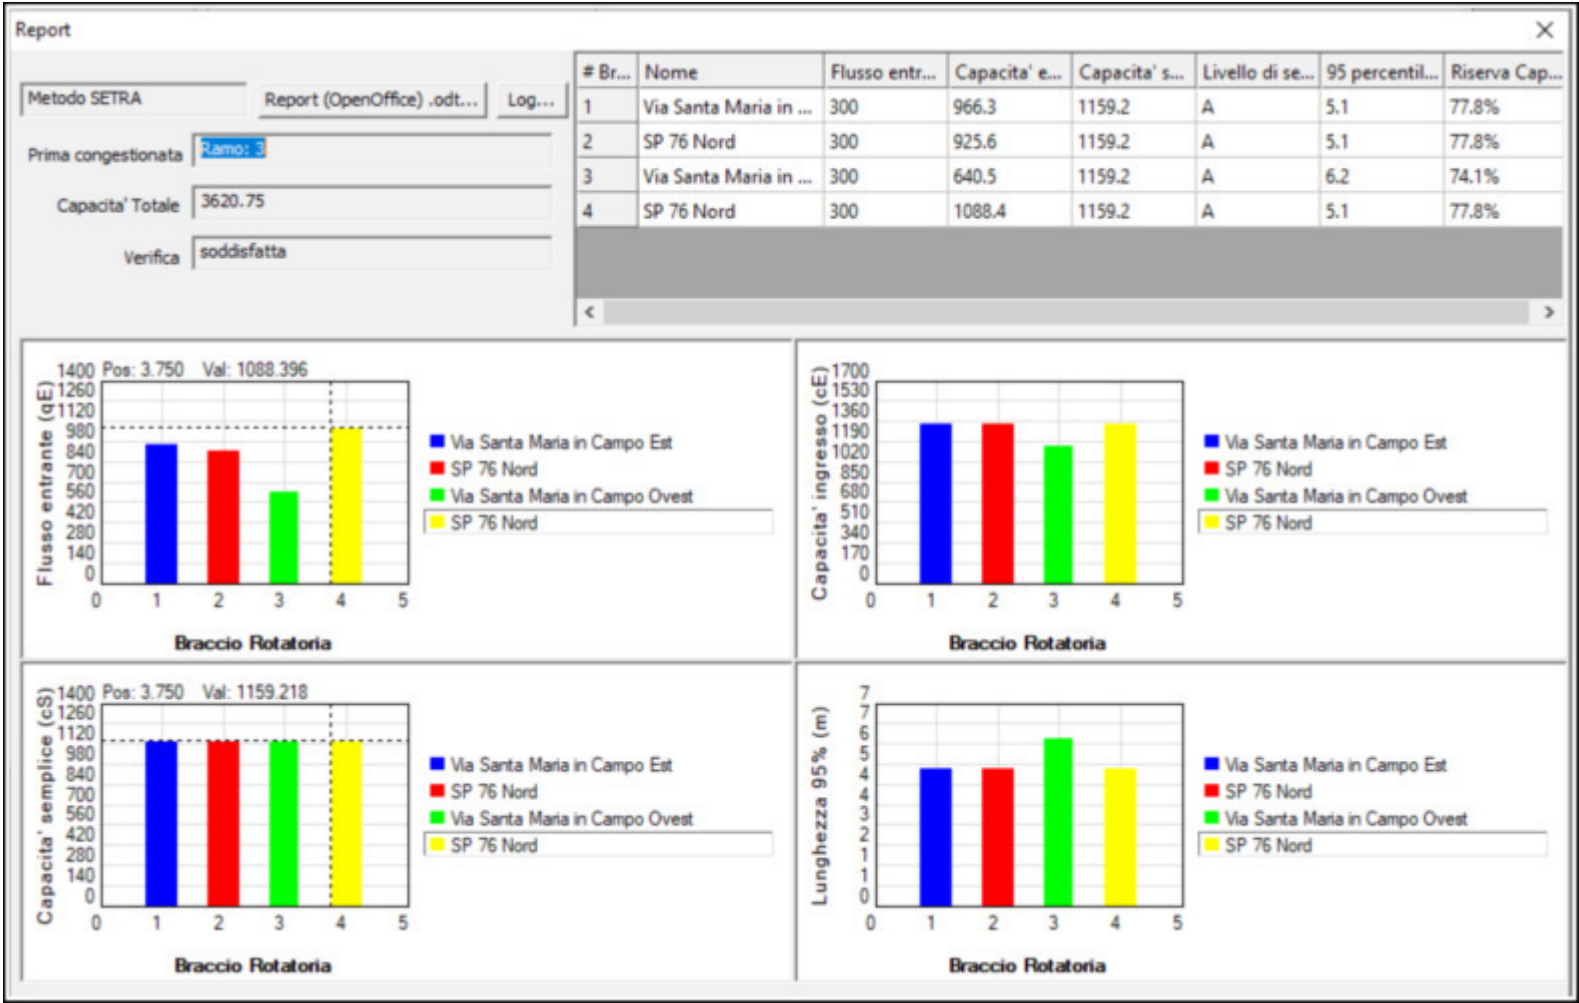 Report
Metodo SETRA
Report (OpenOffice) .odt...
Log...
Prima congestionata
Ramo: 3
Capacita' Totale
3620.75
Verifica
soddisfatta
# Br... Nome Flusso entr... Capacita' e... Capacita' s... Livello di se... 95 percentil... Riserva Cap...
1 Via Santa Maria in ... 300 966.3 1159.2 A 5.1 77.8%
2 SP 76 Nord 300 925.6 1159.2 A 5.1 77.8%
3 Via Santa Maria in ... 300 640.5 1159.2 A 6.2 74.1%
4 SP 76 Nord 300 1088.4 1159.2 A 5.1 77.8%
Pos: 3.750 Val: 1088.396
Flusso entrante (qE)
1400
1260
1120
980
840
700
560
420
280
140
0
0 1 2 3 4 5
Braccio Rotatoria
Via Santa Maria in Campo Est
SP 76 Nord
Via Santa Maria in Campo Ovest
SP 76 Nord
Capacita' ingresso (cE)
1700
1530
1360
1190
1020
850
680
510
340
170
0
0 1 2 3 4 5
Braccio Rotatoria
Via Santa Maria in Campo Est
SP 76 Nord
Via Santa Maria in Campo Ovest
SP 76 Nord
Pos: 3.750 Val: 1159.218
Capacita' semplice (cS)
1400
1260
1120
980
840
700
560
420
280
140
0
0 1 2 3 4 5
Braccio Rotatoria
Via Santa Maria in Campo Est
SP 76 Nord
Via Santa Maria in Campo Ovest
SP 76 Nord
Lunghezza 95% (m)
7
7
6
5
4
4
3
2
1
1
0
0 1 2 3 4 5
Braccio Rotatoria
Via Santa Maria in Campo Est
SP 76 Nord
Via Santa Maria in Campo Ovest
SP 76 Nord